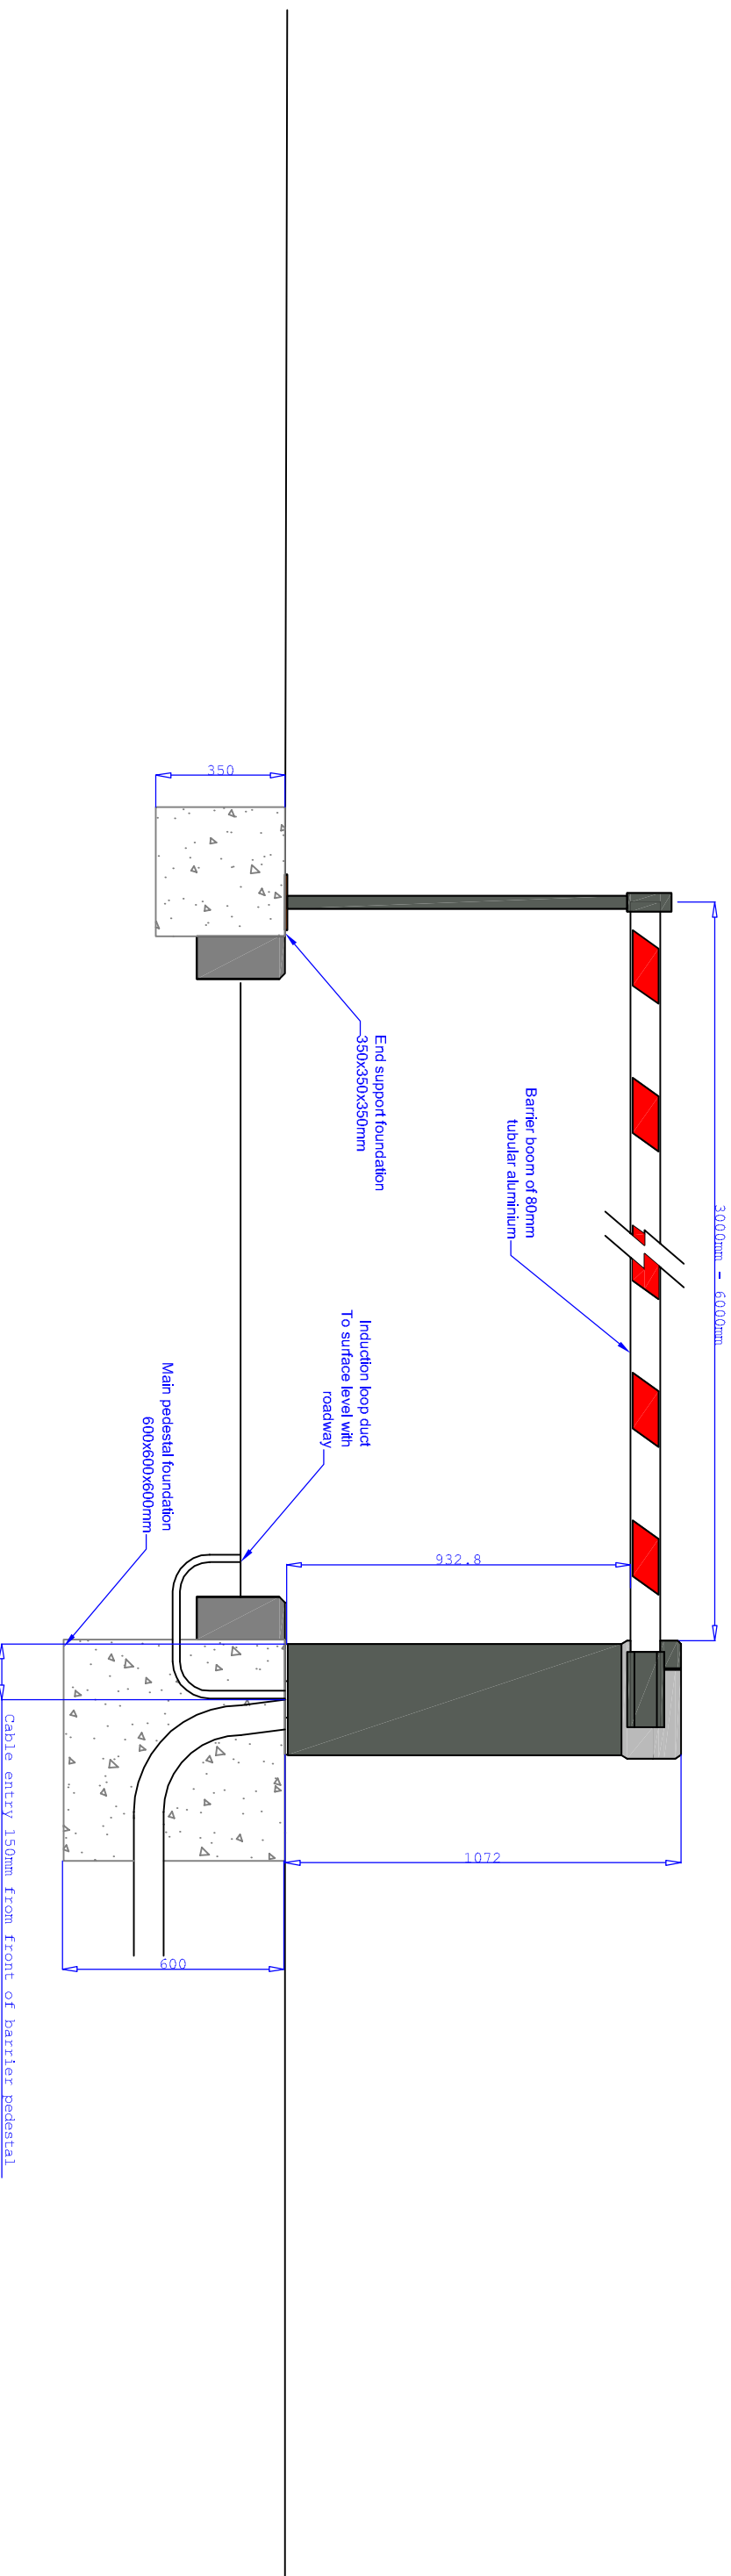 3000mm - 6000mm
Barrier boom of 80mm
tubular aluminium
932.8
1072
End support foundation
350x350x350mm
Induction loop duct
To surface level with
roadway
350
Main pedestal foundation
600x600x600mm
600
Cable entry 150mm from front of barrier pedestal